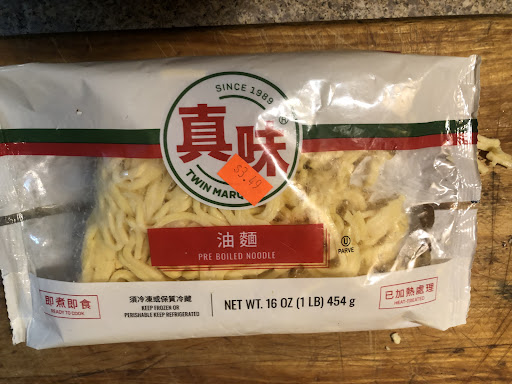 SINCE 1989
®
真味
$3.49
TWIN
油麵
PRE BOILED NOODLE
U
PARVE
即煮即食
READY TO COOK
須冷凍或保質冷藏
KEEP FROZEN OR
PERISHABLE KEEP REFRIGERATED
NET WT. 16 OZ (1 LB) 454 g
已加熱處理
HEAT-TREATED